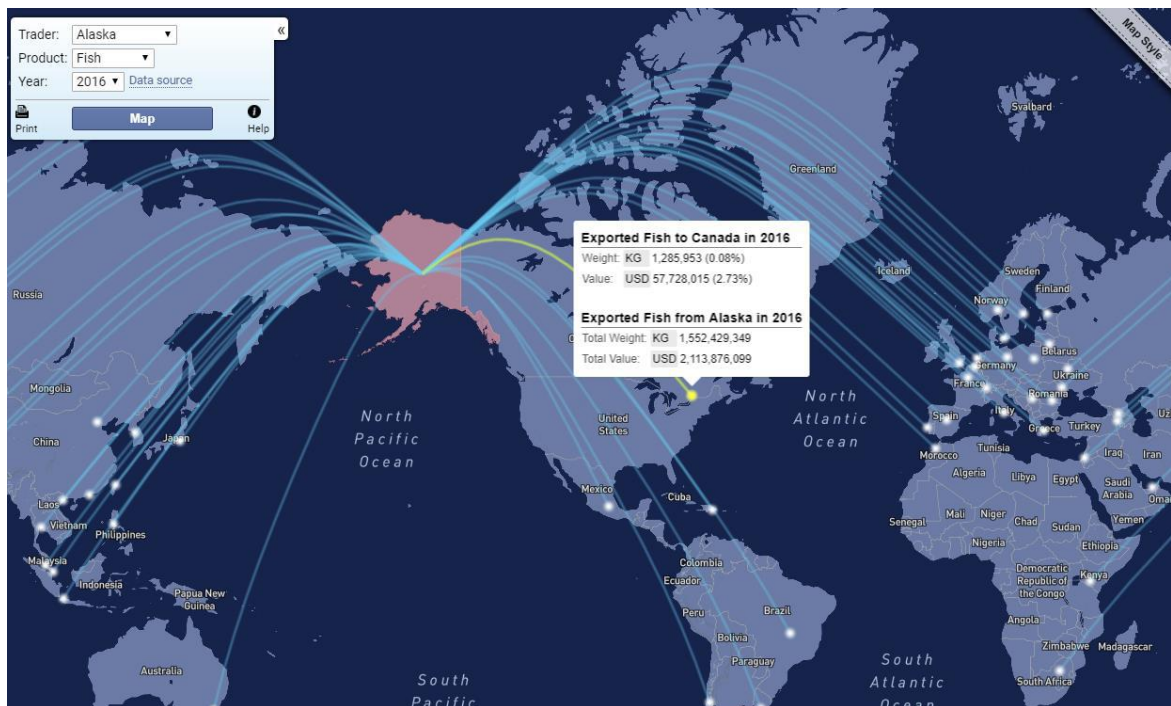 Trader: Alaska
Product: Fish
Year: 2016 Data source
Print
Map
Help
«
Map Style
Svalbard
Greenland
Iceland
Sweden
Finland
Norway
Russia
Exported Fish to Canada in 2016
Weight: KG 1,285,953 (0.08%)
Value: USD 57,728,015 (2.73%)
Exported Fish from Alaska in 2016
Total Weight: KG 1,552,429,349
Total Value: USD 2,113,876,099
Belarus
Germany
Ukraine
France
Romania
Mongolia
Italy
Spain
Greece
Turkey
North
Pacific
Ocean
United
States
North
Atlantic
Ocean
China
Japan
Morocco
Tunisia
Iraq
Iran
Algeria
Libya
Egypt
Saudi
Arabia
Mexico
Cuba
Laos
Vietnam
Philippines
Senegal
Mali
Niger
Chad
Sudan
Yemen
Nigeria
Ethiopia
Malaysia
Indonesia
Papua New
Guinea
Colombia
Ecuador
Democratic
Republic of
the Congo
Kenya
Peru
Brazil
Angola
Bolivia
Zimbabwe
Madagascar
Paraguay
Australia
South
Pacific
South
Atlantic
Ocean
South Africa